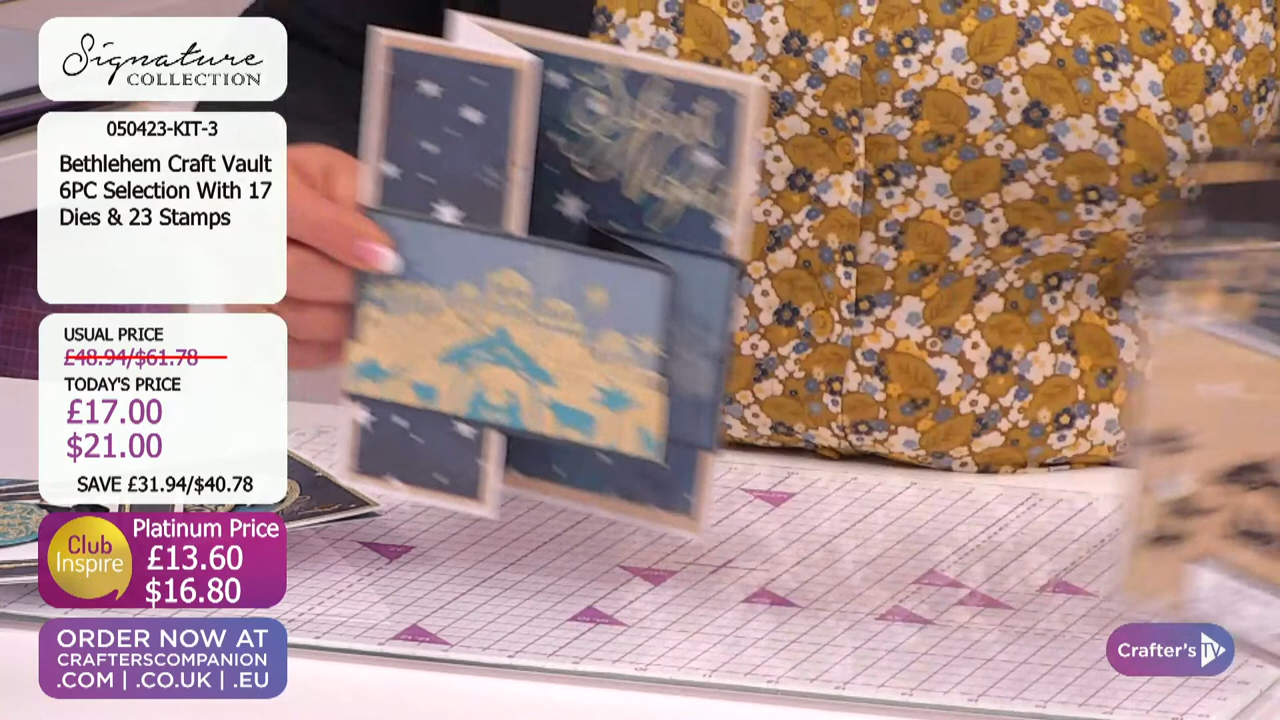 Signature
COLLECTION
050423-KIT-3
Bethlehem Craft Vault
6PC Selection With 17
Dies & 23 Stamps
USUAL PRICE
£48.94/$61.78
TODAY'S PRICE
£17.00
$21.00
SAVE £31.94/$40.78
Club
Inspire
Platinum Price
£13.60
$16.80
ORDER NOW AT
CRAFTERSCOMPANION
.COM | .CO.UK | .EU
Crafter's TV